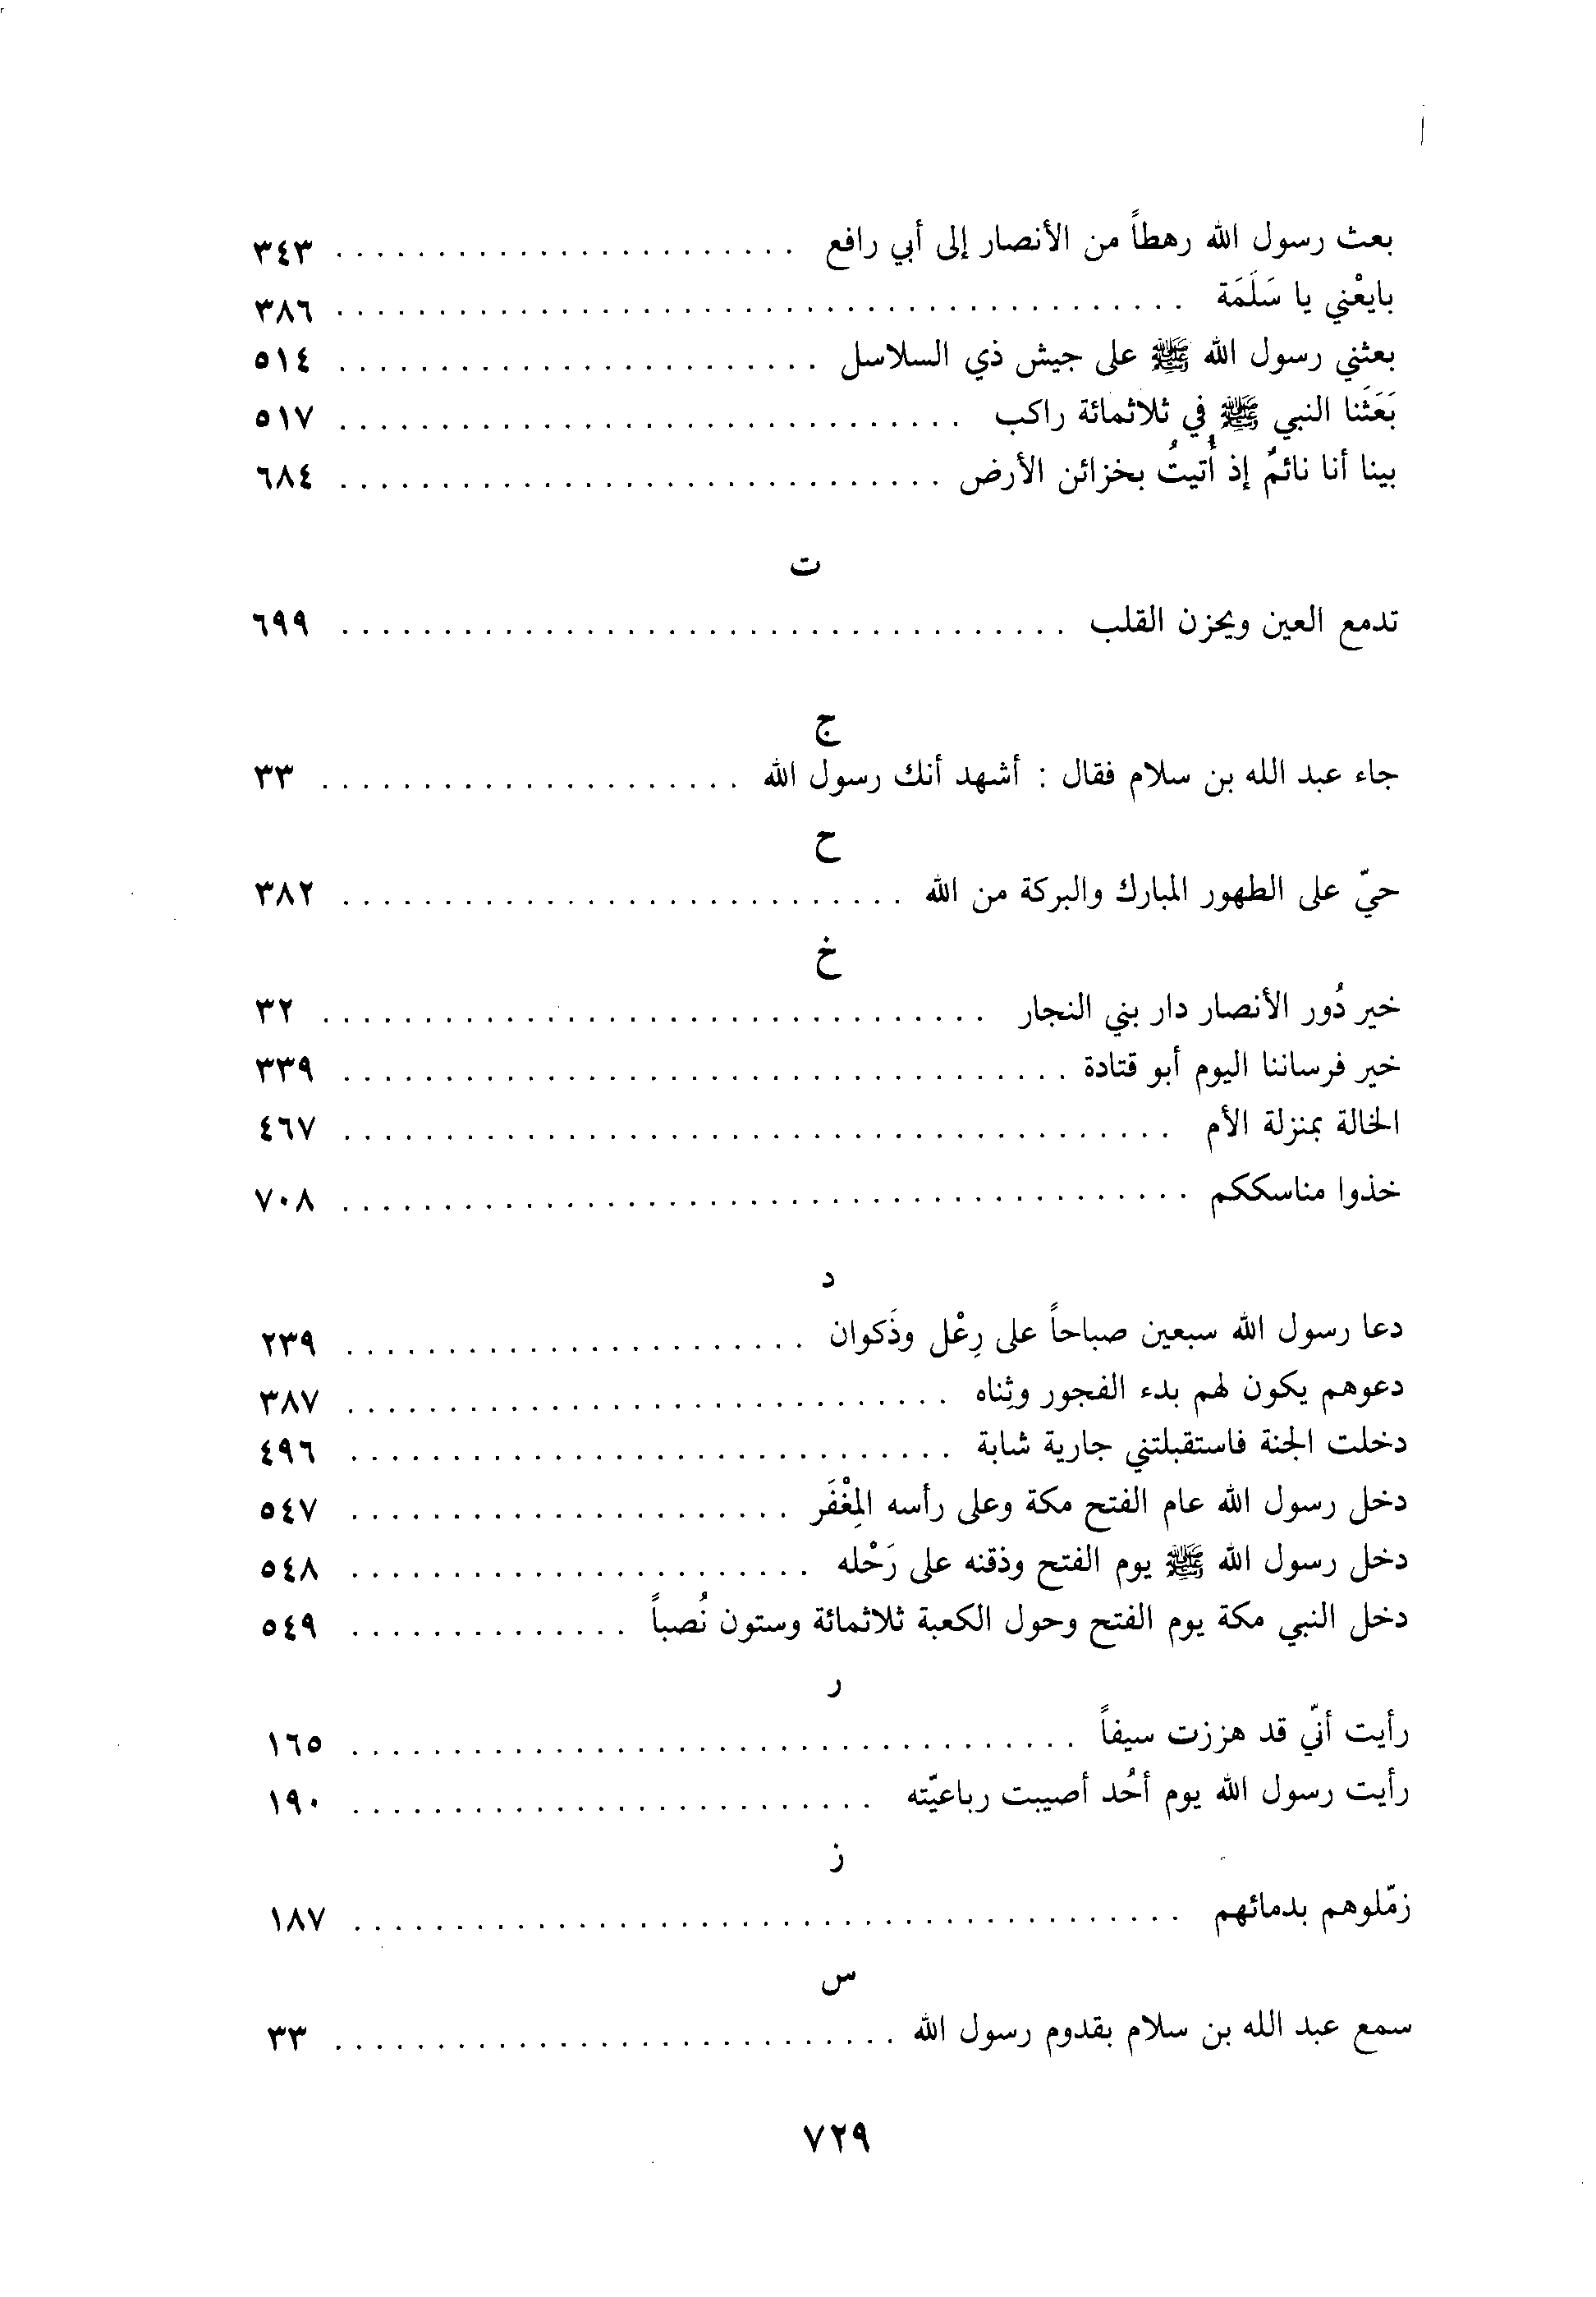 بعث رسول الله رهطاً من الأنصار إلى أبي رافع . . . . . . . . . . . . . . . . . . . . . . . ٣٤٣
بايعْني يا سَلَمَة . . . . . . . . . . . . . . . . . . . . . . . . . . . . . . . . . . . . . . . . . . ٣٨٦
بعثني رسول الله ﷺ على جيش ذي السلاسل . . . . . . . . . . . . . . . . . . . . . . . . ٥١٤
بَعَثَنا النبي ﷺ في ثلاثمائة راكب . . . . . . . . . . . . . . . . . . . . . . . . . . . . . . . ٥١٧
بينا أنا نائمٌ إذ أُتيتُ بخزائن الأرض . . . . . . . . . . . . . . . . . . . . . . . . . . . . . . ٦٨٤
ت
تدمع العين ويحزن القلب . . . . . . . . . . . . . . . . . . . . . . . . . . . . . . . . . . . . ٦٩٩
ج
جاء عبد الله بن سلام فقال : أشهد أنك رسول الله . . . . . . . . . . . . . . . . . . . . . ٣٣
ح
حيّ على الطهور المبارك والبركة من الله . . . . . . . . . . . . . . . . . . . . . . . . . . . . ٣٨٢
خ
خير دُور الأنصار دار بني النجار . . . . . . . . . . . . . . . . . . . . . . . . . . . . . . . . . ٣٢
خير فرساننا اليوم أبو قتادة . . . . . . . . . . . . . . . . . . . . . . . . . . . . . . . . . . . . ٣٣٩
الخالة بمنزلة الأم . . . . . . . . . . . . . . . . . . . . . . . . . . . . . . . . . . . . . . . . . ٤٦٧
خذوا مناسككم . . . . . . . . . . . . . . . . . . . . . . . . . . . . . . . . . . . . . . . . . . ٧٠٨
د
دعا رسول الله سبعين صباحاً على رِعْل وذَكوان . . . . . . . . . . . . . . . . . . . . . . . ٢٣٩
دعوهم يكون لهم بدء الفجور وثِناه . . . . . . . . . . . . . . . . . . . . . . . . . . . . . . ٣٨٧
دخلت الجنة فاستقبلتني جارية شابة . . . . . . . . . . . . . . . . . . . . . . . . . . . . . . ٤٩٦
دخل رسول الله عام الفتح مكة وعلى رأسه المِغْفَر . . . . . . . . . . . . . . . . . . . . . . ٥٤٧
دخل رسول الله ﷺ يوم الفتح وذقنه على رَحْله . . . . . . . . . . . . . . . . . . . . . . . ٥٤٨
دخل النبي مكة يوم الفتح وحول الكعبة ثلاثمائة وستون نُصباً . . . . . . . . . . . . . . ٥٤٩
ر
رأيت أنّي قد هززت سيفاً . . . . . . . . . . . . . . . . . . . . . . . . . . . . . . . . . . . . ١٦٥
رأيت رسول الله يوم أحُد أصيبت رباعيّته . . . . . . . . . . . . . . . . . . . . . . . . . . ١٩٠
ز
زمّلوهم بدمائهم . . . . . . . . . . . . . . . . . . . . . . . . . . . . . . . . . . . . . . . . . ١٨٧
س
سمع عبد الله بن سلام بقدوم رسول الله . . . . . . . . . . . . . . . . . . . . . . . . . . . . ٣٣
٧٢٩